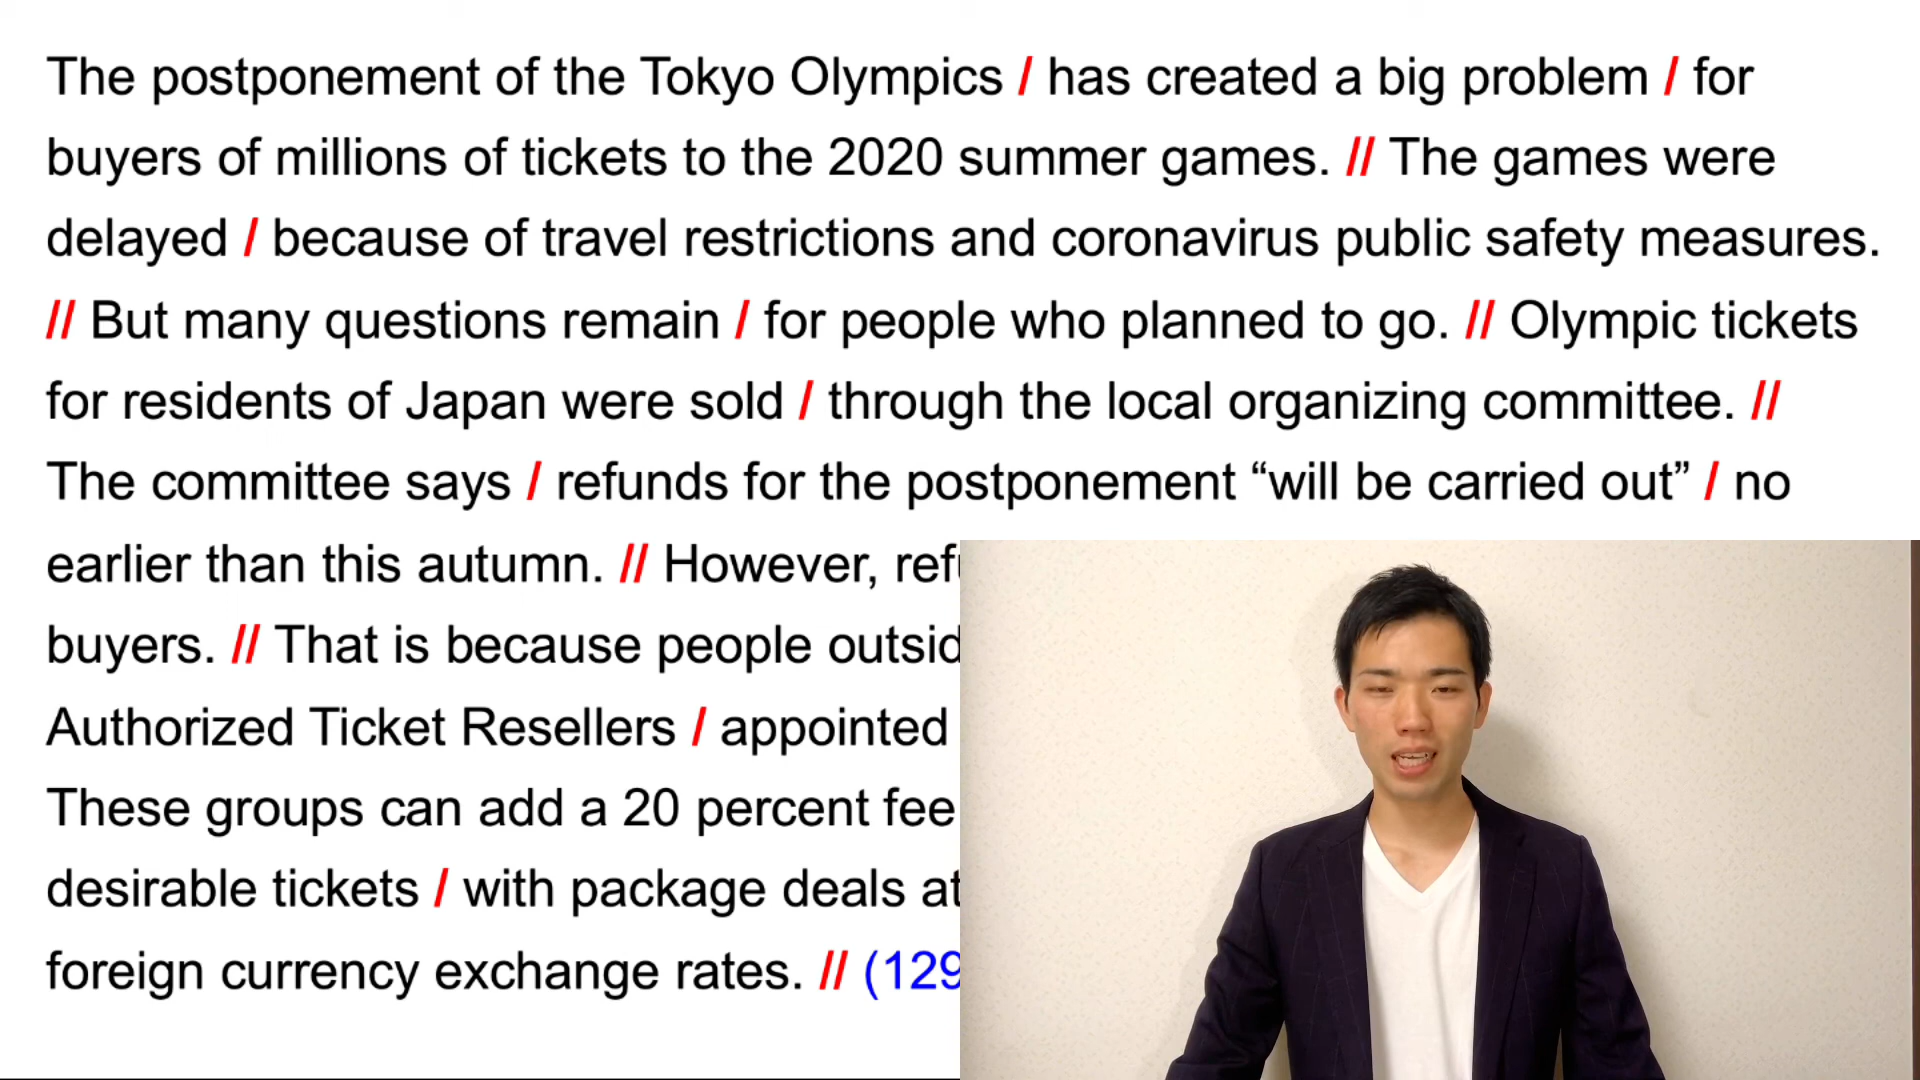 The postponement of the Tokyo Olympics / has created a big problem / for
buyers of millions of tickets to the 2020 summer games. // The games were
delayed / because of travel restrictions and coronavirus public safety measures.
// But many questions remain / for people who planned to go. // Olympic tickets
for residents of Japan were sold / through the local organizing committee. //
The committee says / refunds for the postponement “will be carried out” / no
earlier than this autumn. // However,
buyers. // That is because people
Authorized Ticket Resellers / appointed
These groups can add a 20 percent fee
desirable tickets / with package deals at
foreign currency exchange rates. // (129